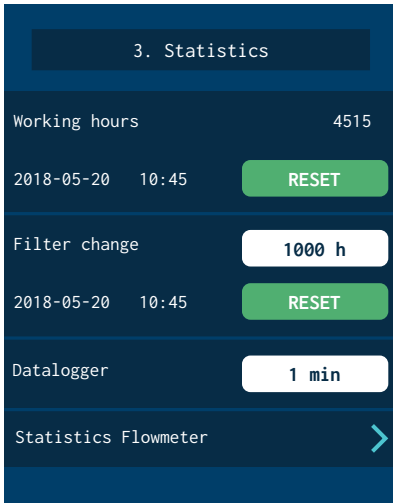 3. Statistics
Working hours 4515
2018-05-20 10:45 RESET
Filter change 1000 h
2018-05-20 10:45 RESET
Datalogger 1 min
Statistics Flowmeter